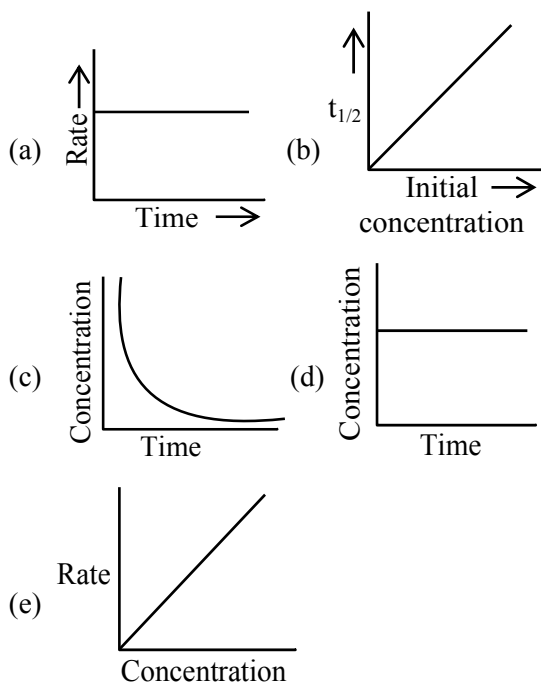 (a)
Rate
Time
(b)
t1/2
Initial
concentration
(c)
Concentration
Time
(d)
Concentration
Time
(e)
Rate
Concentration